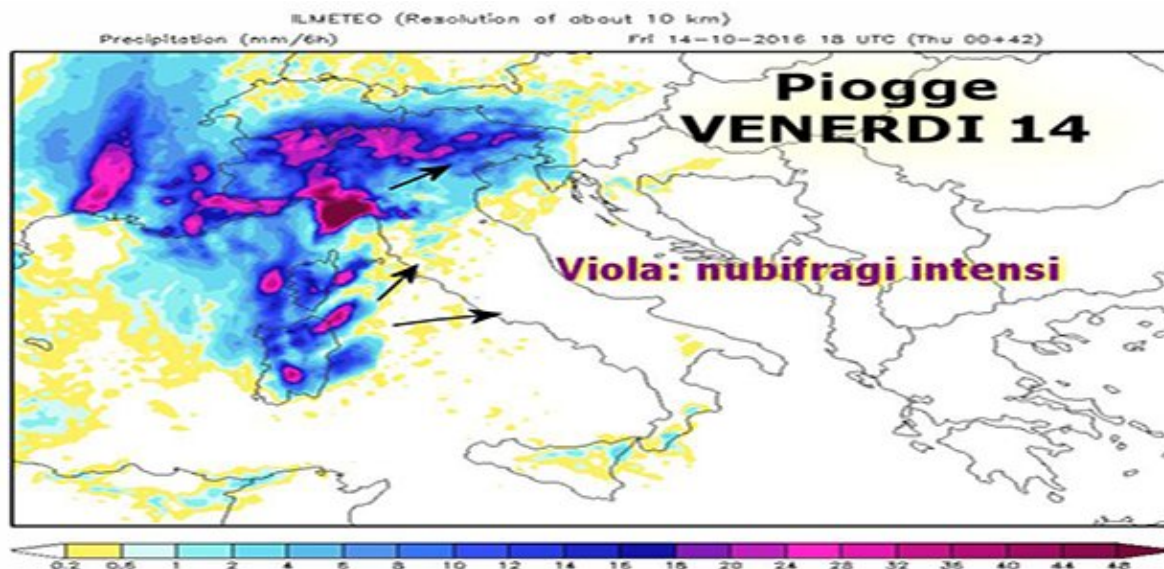 ILMETEO (Resolution of about 10 km)
Precipitation (mm/6h) Fri 14-10-2016 18 UTC (Thu 00+42)
Piogge
VENERDI 14
Viola: nubifragi intensi
0.2 0.5 1 2 4 6 8 10 12 14 16 18 20 24 28 32 36 40 44 48